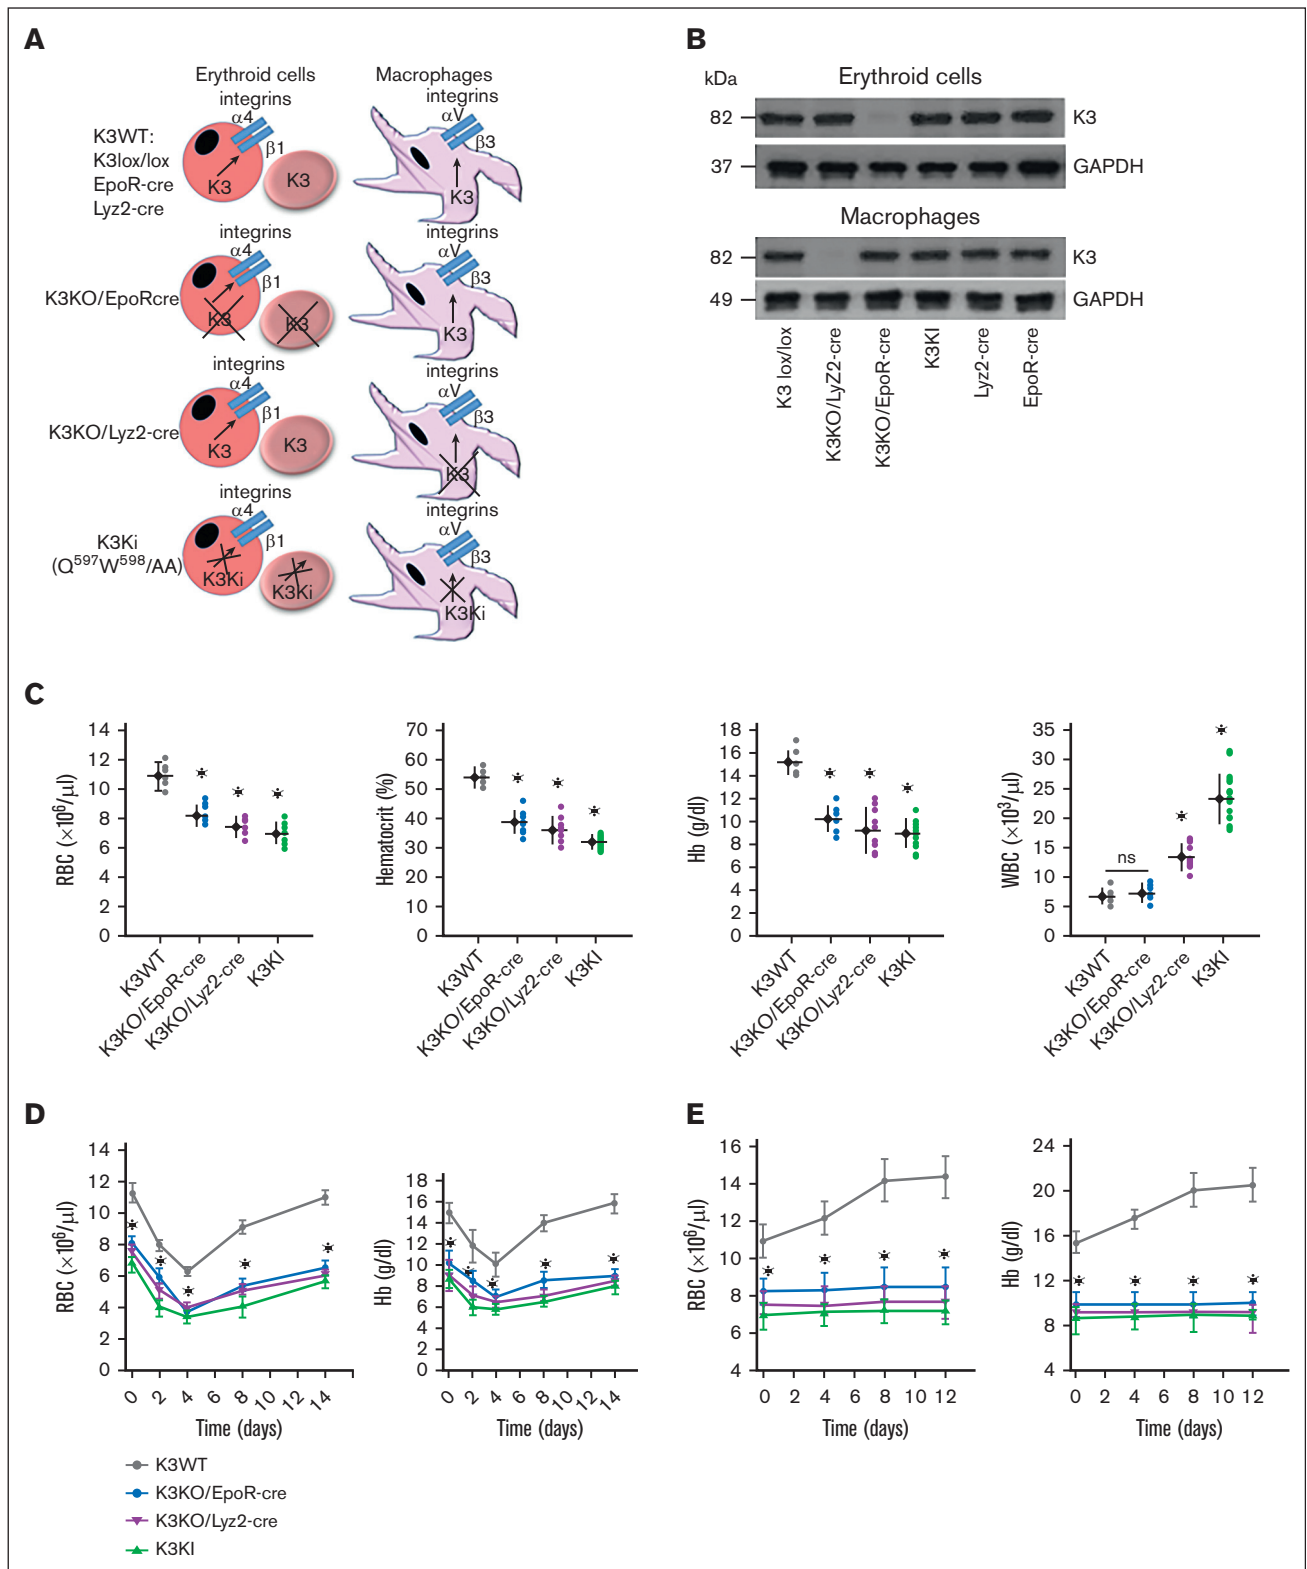 A
Erythroid cells
Macrophages
integrins
α4
β1
K3
K3
integrins
αV
β3
K3
K3WT:
K3lox/lox
EpoR-cre
Lyz2-cre
integrins
α4
β1
K3
K3
integrins
αV
β3
K3
K3KO/EpoRcre
integrins
α4
β1
K3
K3
integrins
αV
β3
K3
K3KO/Lyz2-cre
integrins
α4
β1
K3Ki
K3Ki
integrins
αV
β3
K3Ki
K3Ki
(Q597W598/AA)
B
kDa
Erythroid cells
82
K3
37
GAPDH
Macrophages
82
K3
49
GAPDH
K3 lox/lox
K3KO/LyZ2-cre
K3KO/EpoR-cre
K3KI
Lyz2-cre
EpoR-cre
C
RBC (×10⁶/μl)
14
12
10
8
6
4
2
0
K3WT
K3KO/EpoR-cre
K3KO/Lyz2-cre
K3KI
Hematocrit (%)
70
60
50
40
30
20
10
0
K3WT
K3KO/EpoR-cre
K3KO/Lyz2-cre
K3KI
Hb (g/dl)
18
16
14
12
10
8
6
4
2
0
K3WT
K3KO/EpoR-cre
K3KO/Lyz2-cre
K3KI
WBC (×10³/μl)
35
30
25
20
15
10
5
0
ns
K3WT
K3KO/EpoR-cre
K3KO/Lyz2-cre
K3KI
D
RBC (×10⁶/μl)
14
12
10
8
6
4
2
0
0 2 4 6 8 10 12 14
Time (days)
Hb (g/dl)
18
16
14
12
10
8
6
4
2
0
0 2 4 6 8 10 12 14
Time (days)
K3WT
K3KO/EpoR-cre
K3KO/Lyz2-cre
K3KI
E
RBC (×10⁶/μl)
16
14
12
10
8
6
4
0 2 4 6 8 10 12
Time (days)
Hb (g/dl)
24
20
16
12
8
4
0 2 4 6 8 10 12
Time (days)